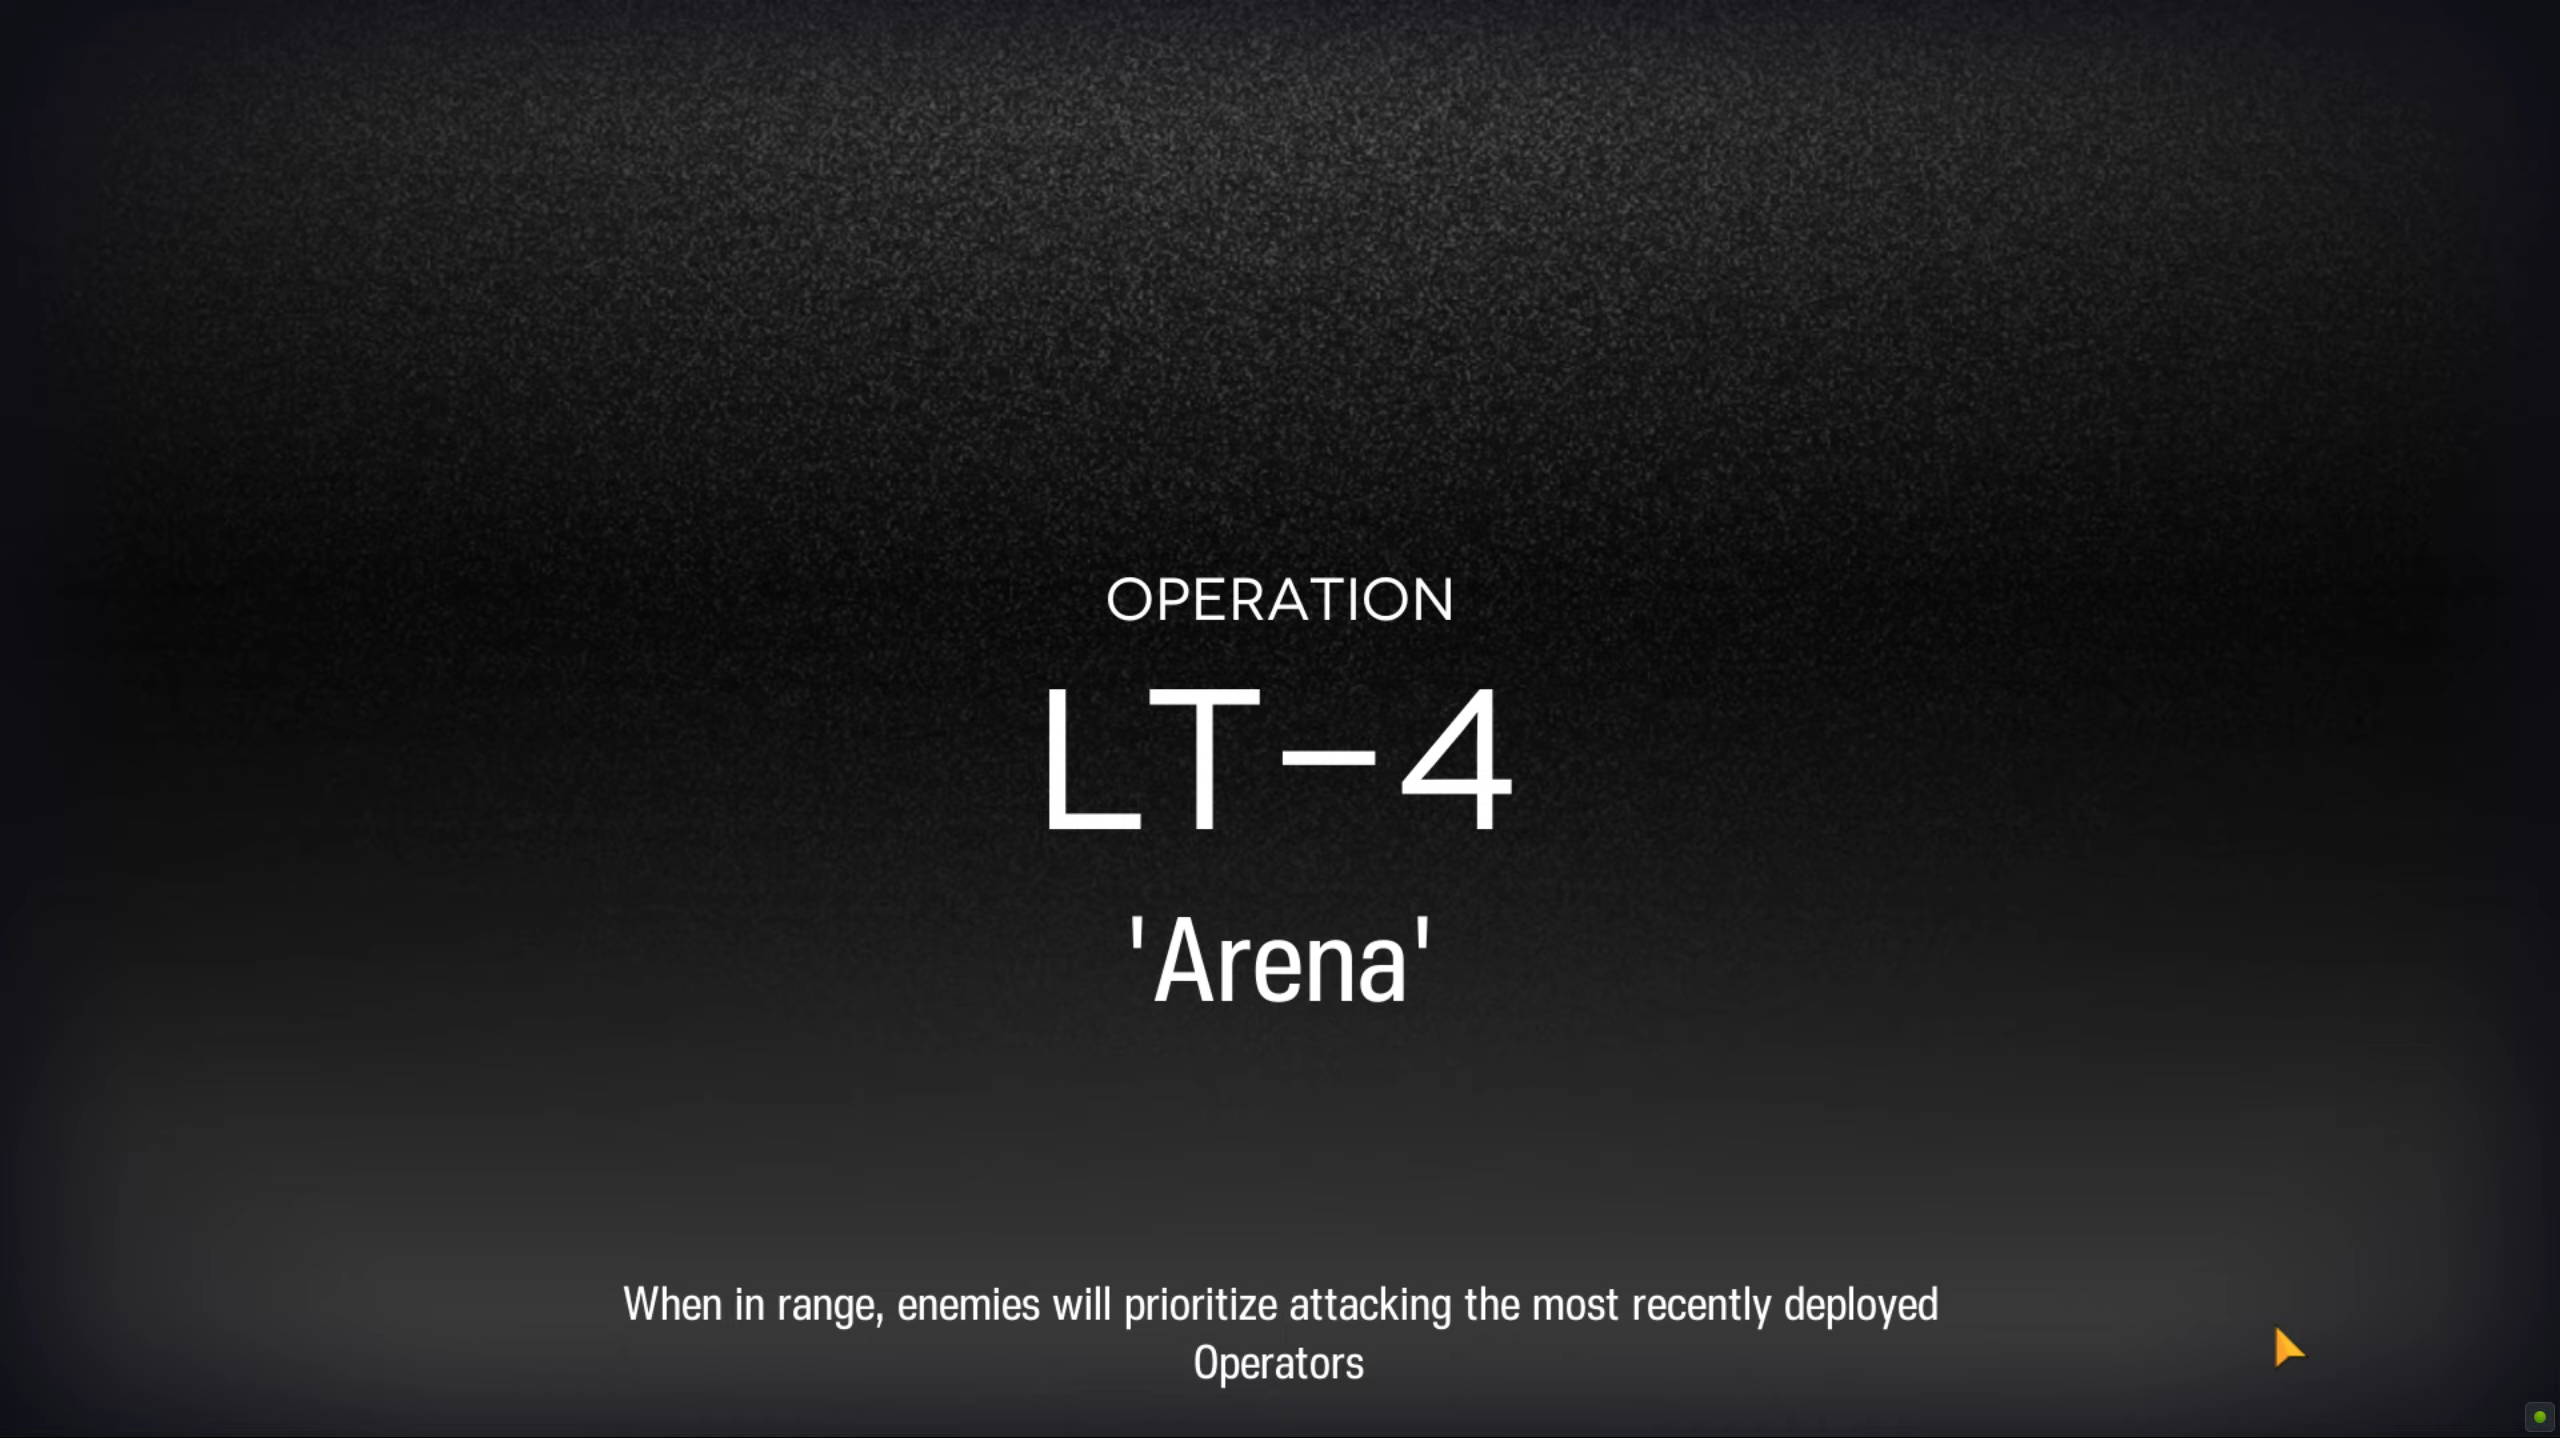 OPERATION
LT-4
'Arena'
When in range, enemies will prioritize attacking the most recently deployed
Operators